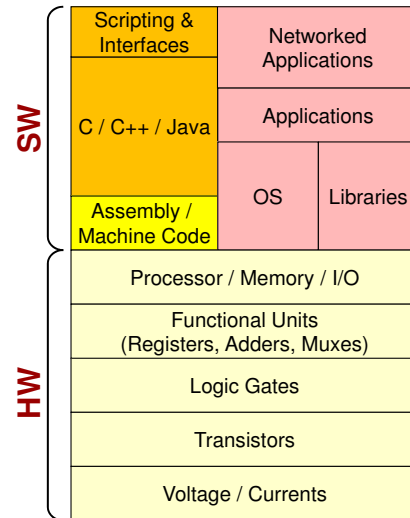 SW
Scripting &
Interfaces
C / C++ / Java
Assembly /
Machine Code
Networked
Applications
Applications
OS
Libraries
HW
Processor / Memory / I/O
Functional Units
(Registers, Adders, Muxes)
Logic Gates
Transistors
Voltage / Currents